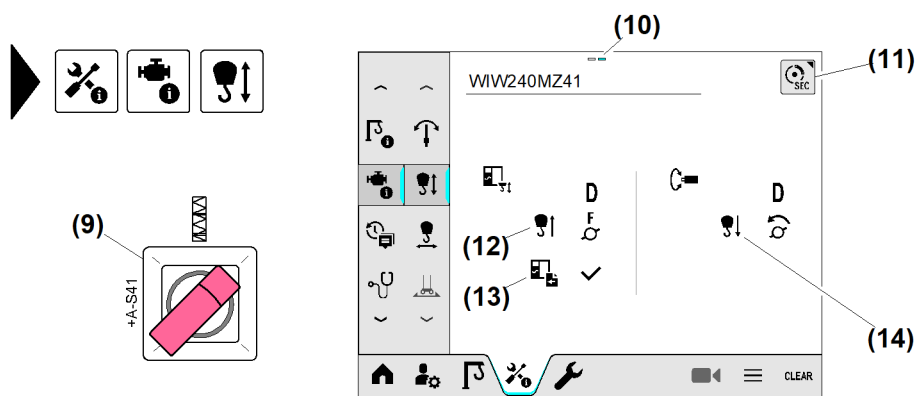 (10)
(11)
WIW240MZ41
SEC
(9)
+A-S41
D
D
(12)
F
(13)
(14)
CLEAR